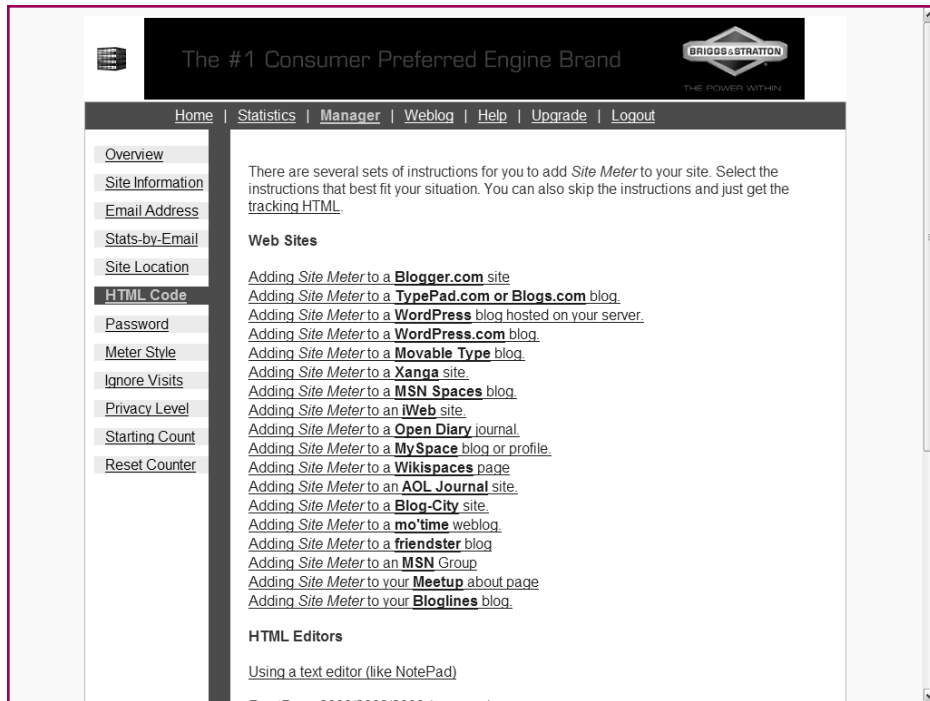 The #1 Consumer Preferred Engine Brand
BRIGGS&STRATTON
THE POWER WITHIN
Home | Statistics | Manager | Weblog | Help | Upgrade | Logout
Overview
Site Information
Email Address
Stats-by-Email
Site Location
HTML Code
Password
Meter Style
Ignore Visits
Privacy Level
Starting Count
Reset Counter
There are several sets of instructions for you to add Site Meter to your site. Select the
instructions that best fit your situation. You can also skip the instructions and just get the
tracking HTML.
Web Sites
Adding Site Meter to a Blogger.com site
Adding Site Meter to a TypePad.com or Blogs.com blog.
Adding Site Meter to a WordPress blog hosted on your server.
Adding Site Meter to a WordPress.com blog.
Adding Site Meter to a Movable Type blog.
Adding Site Meter to a Xanga site.
Adding Site Meter to a MSN Spaces blog.
Adding Site Meter to an iWeb site.
Adding Site Meter to a Open Diary journal.
Adding Site Meter to a MySpace blog or profile.
Adding Site Meter to a Wikispaces page
Adding Site Meter to an AOL Journal site.
Adding Site Meter to a Blog-City site.
Adding Site Meter to a mo'time weblog.
Adding Site Meter to a friendster blog
Adding Site Meter to an MSN Group
Adding Site Meter to your Meetup about page
Adding Site Meter to your Bloglines blog.
HTML Editors
Using a text editor (like NotePad)